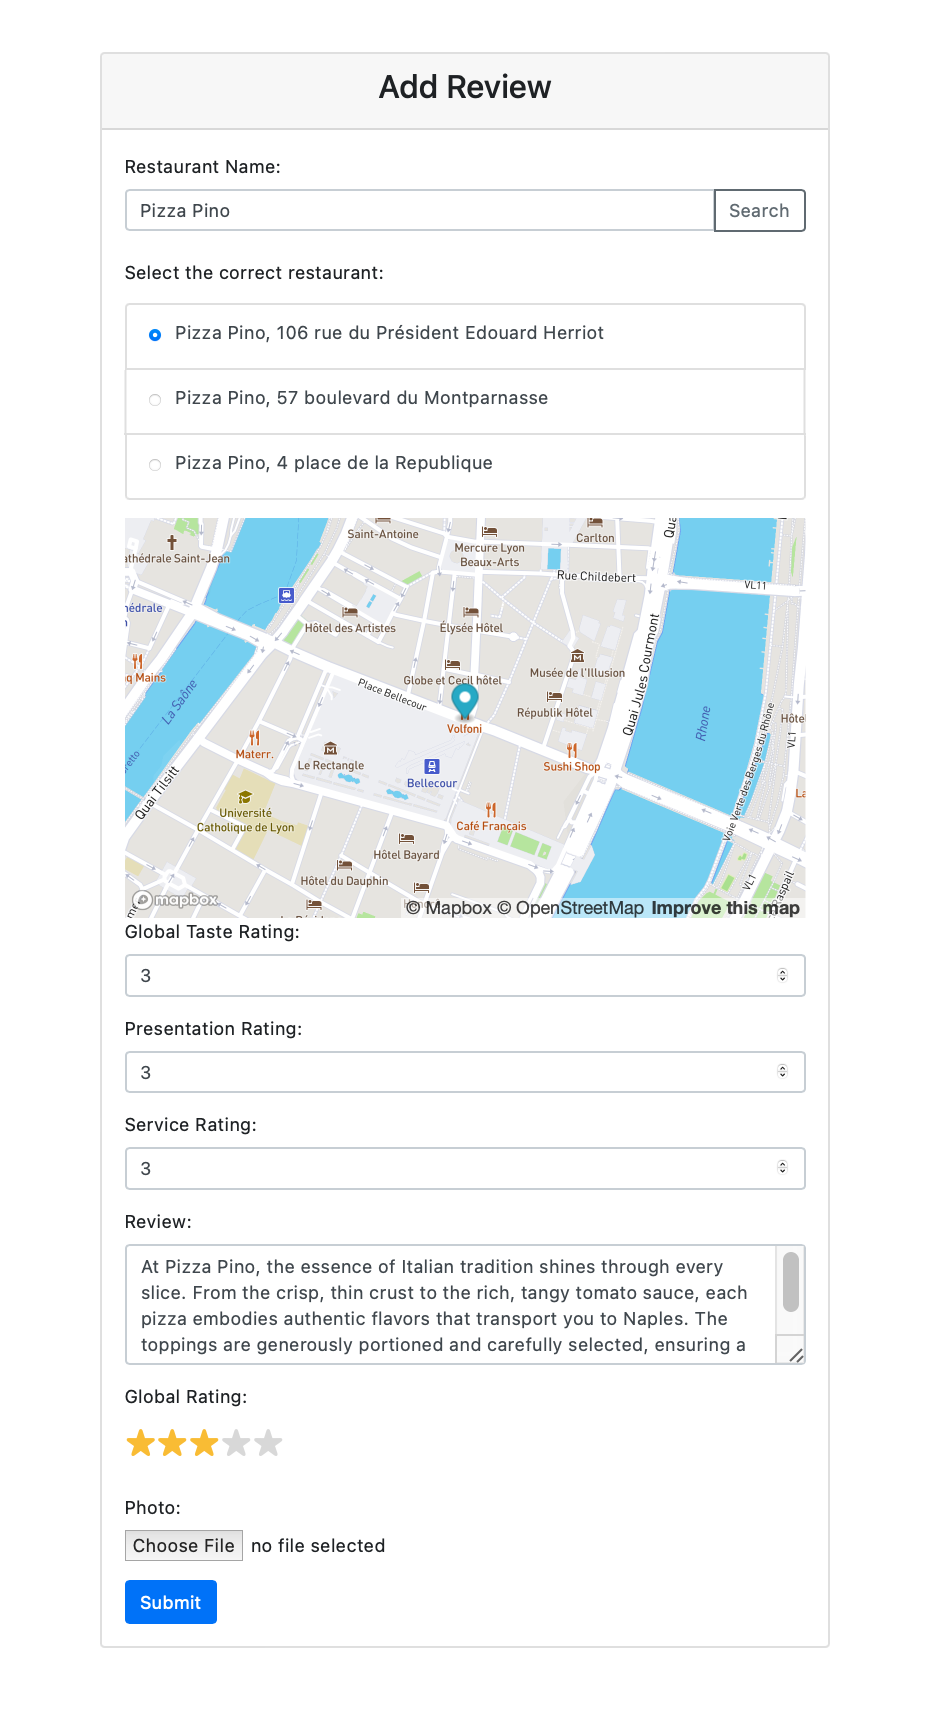 Add Review
Restaurant Name:
Pizza Pino
Search
Select the correct restaurant:
Pizza Pino, 106 rue du Président Edouard Herriot
Pizza Pino, 57 boulevard du Montparnasse
Pizza Pino, 4 place de la Republique
Saint-Antoine
Carlton
Mercure Lyon
Beaux-Arts
athédrale Saint-Jean
Rue Childebert
VL11
Hôtel des Artistes
Élysée Hôtel
Quai Jules Courmont
Musée de l'Illusion
Globe et Cecil hôtel
Place Bellecour
La Saône
Républik Hôtel
Rhone
Volfoni
Materr.
Le Rectangle
Sushi Shop
VL1
Bellecour
Quai Tilsitt
Université
Catholique de Lyon
Café Français
Voie Verte des Berges du Rhône
Hôtel Bayard
Hôtel du Dauphin
VL1
mapbox
© Mapbox © OpenStreetMap Improve this map
Global Taste Rating:
3
Presentation Rating:
3
Service Rating:
3
Review:
At Pizza Pino, the essence of Italian tradition shines through every
slice. From the crisp, thin crust to the rich, tangy tomato sauce, each
pizza embodies authentic flavors that transport you to Naples. The
toppings are generously portioned and carefully selected, ensuring a
Global Rating:
Photo:
Choose File no file selected
Submit